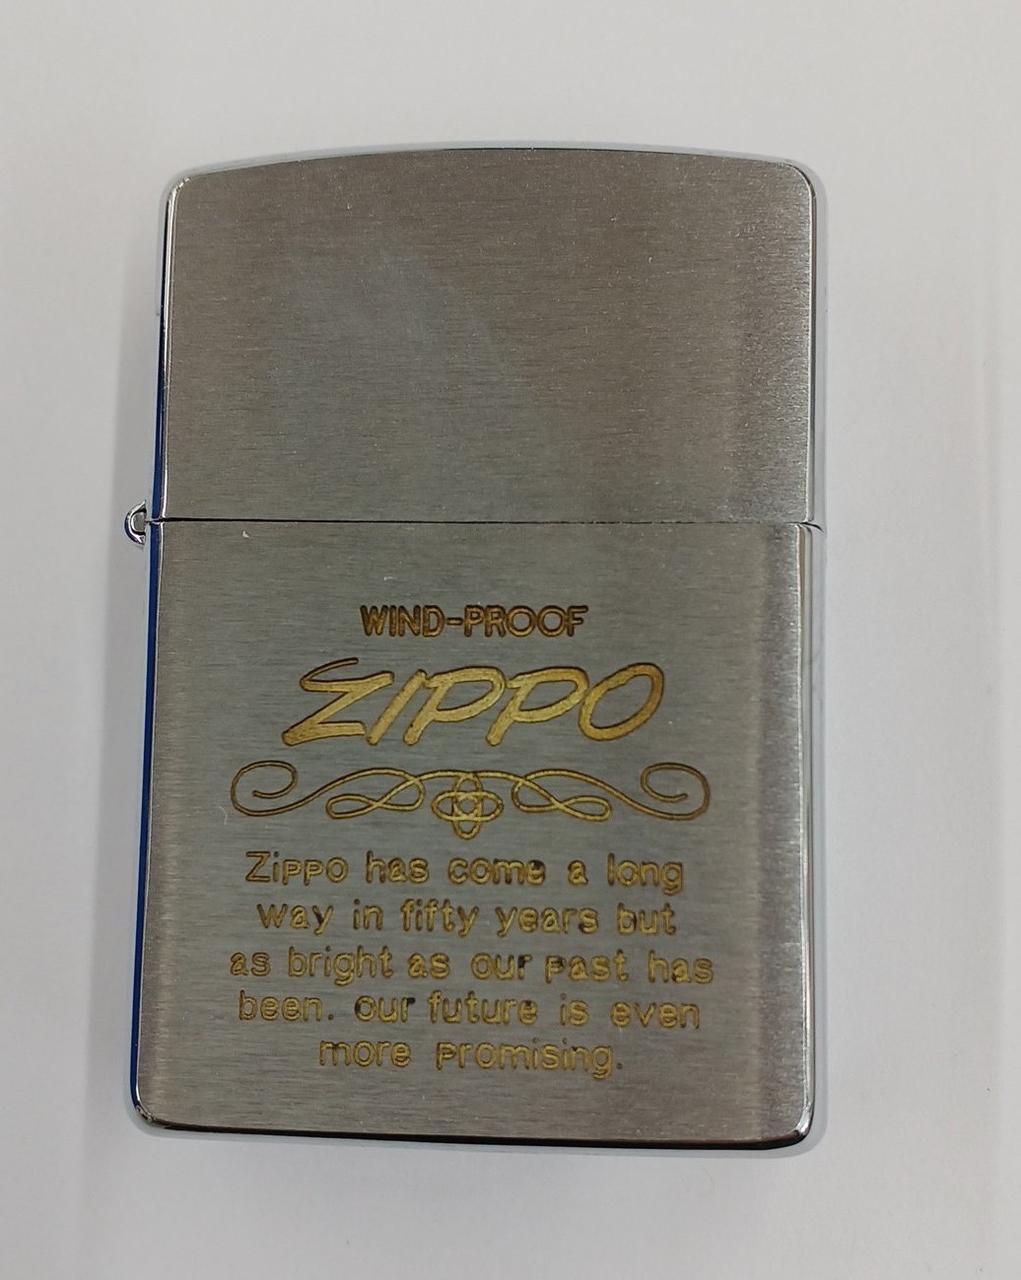 WIND-PROOF
ZIPPO
Zippo has come a long
way in fifty years but
as bright as our past has
been. our future is even
more promising.